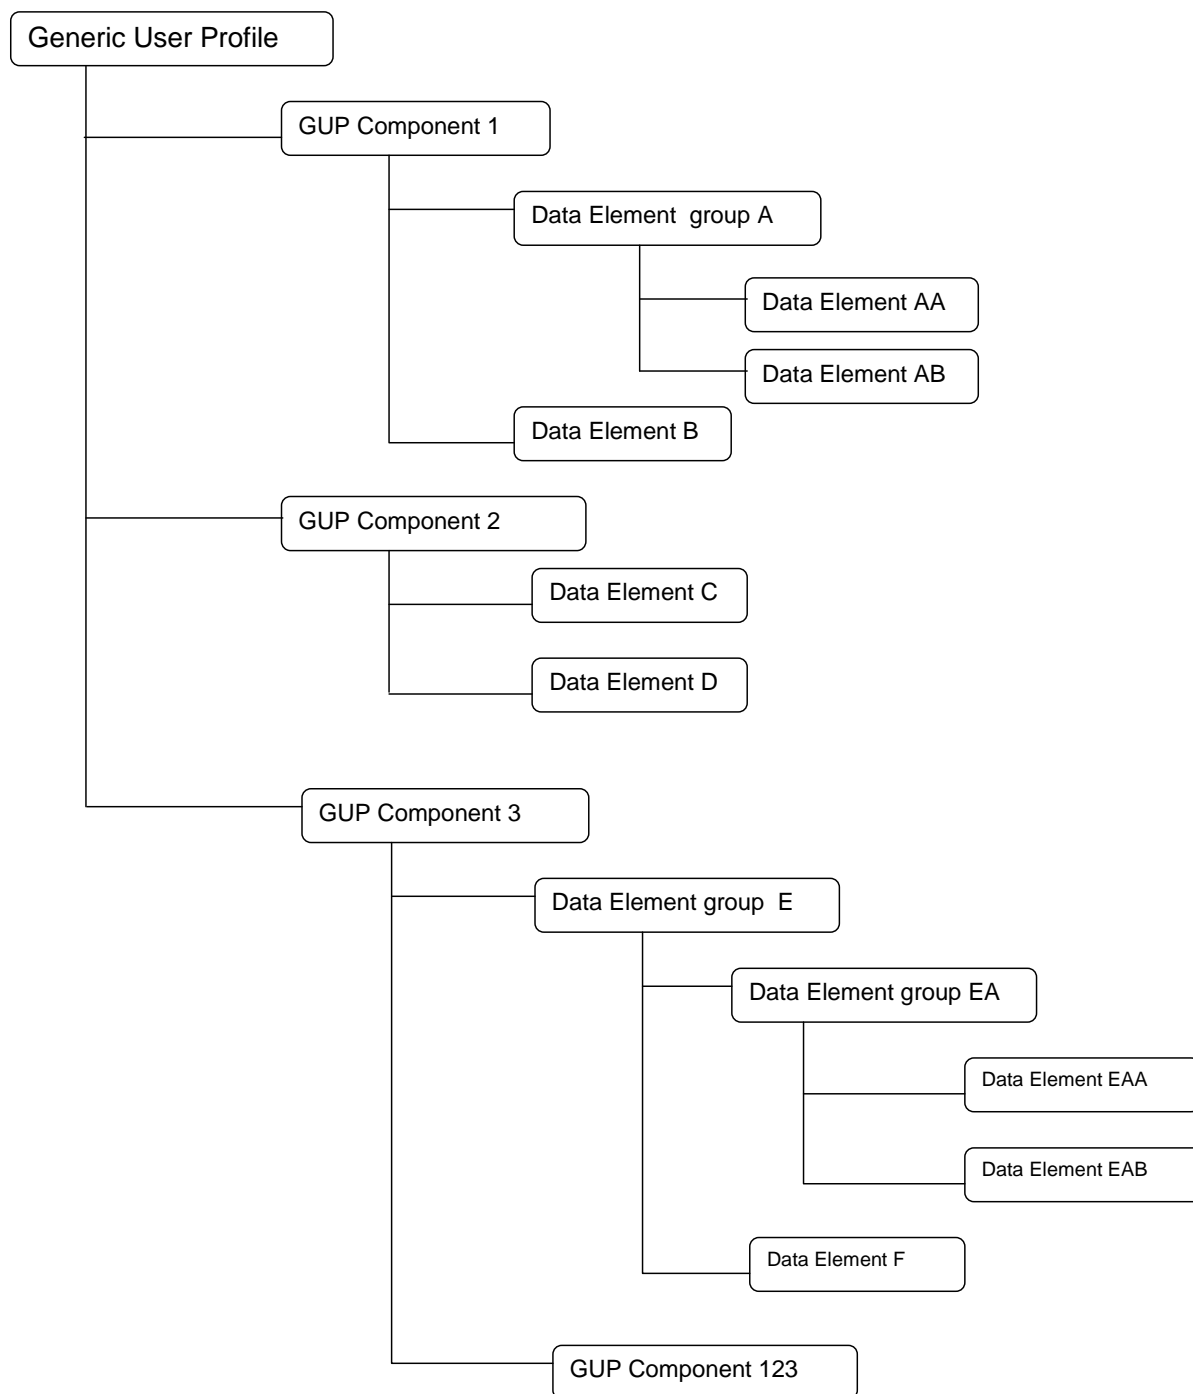 Generic User Profile
GUP Component 1
Data Element  group A
Data Element AA
Data Element AB
Data Element B
GUP Component 2
Data Element C
Data Element D
GUP Component 3
Data Element group  E
Data Element group EA
Data Element EAA
Data Element EAB
Data Element F
GUP Component 123